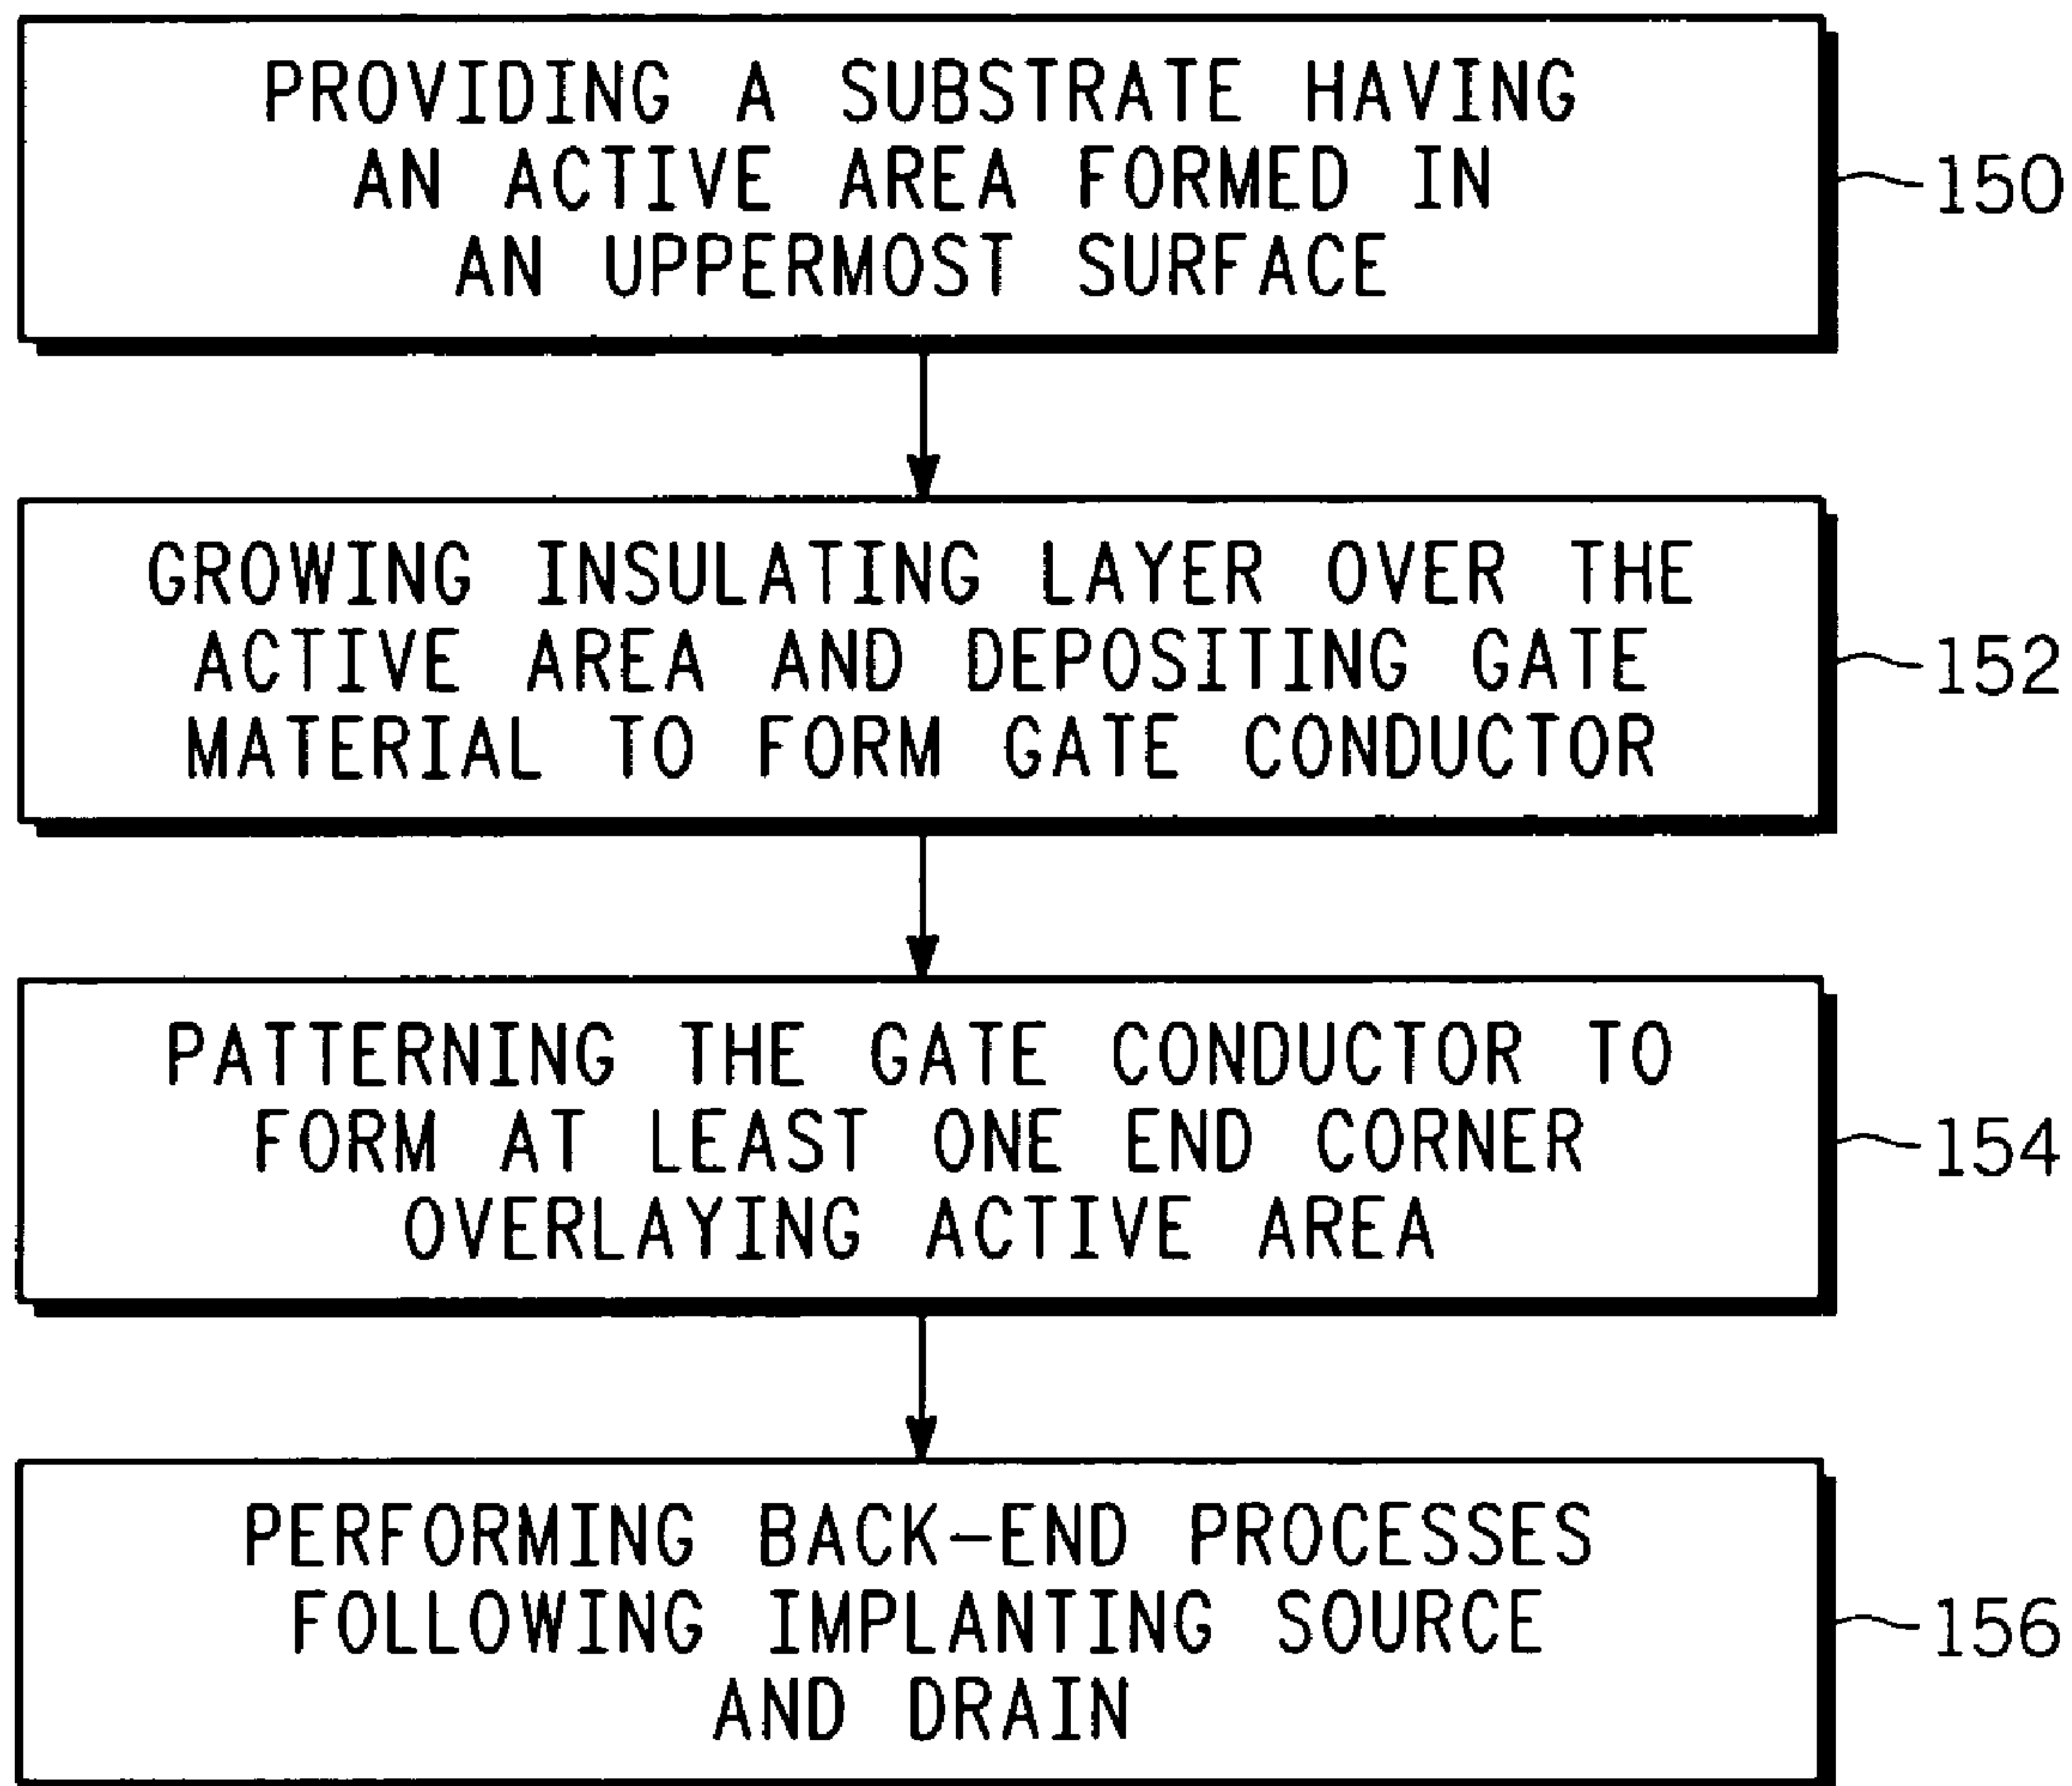 PROVIDING A SUBSTRATE HAVING
AN ACTIVE AREA FORMED IN
AN UPPERMOST SURFACE
150
GROWING INSULATING LAYER OVER THE
ACTIVE AREA AND DEPOSITING GATE
MATERIAL TO FORM GATE CONDUCTOR
152
PATTERNING THE GATE CONDUCTOR TO
FORM AT LEAST ONE END CORNER
OVERLAYING ACTIVE AREA
154
PERFORMING BACK-END PROCESSES
FOLLOWING IMPLANTING SOURCE
AND DRAIN
156